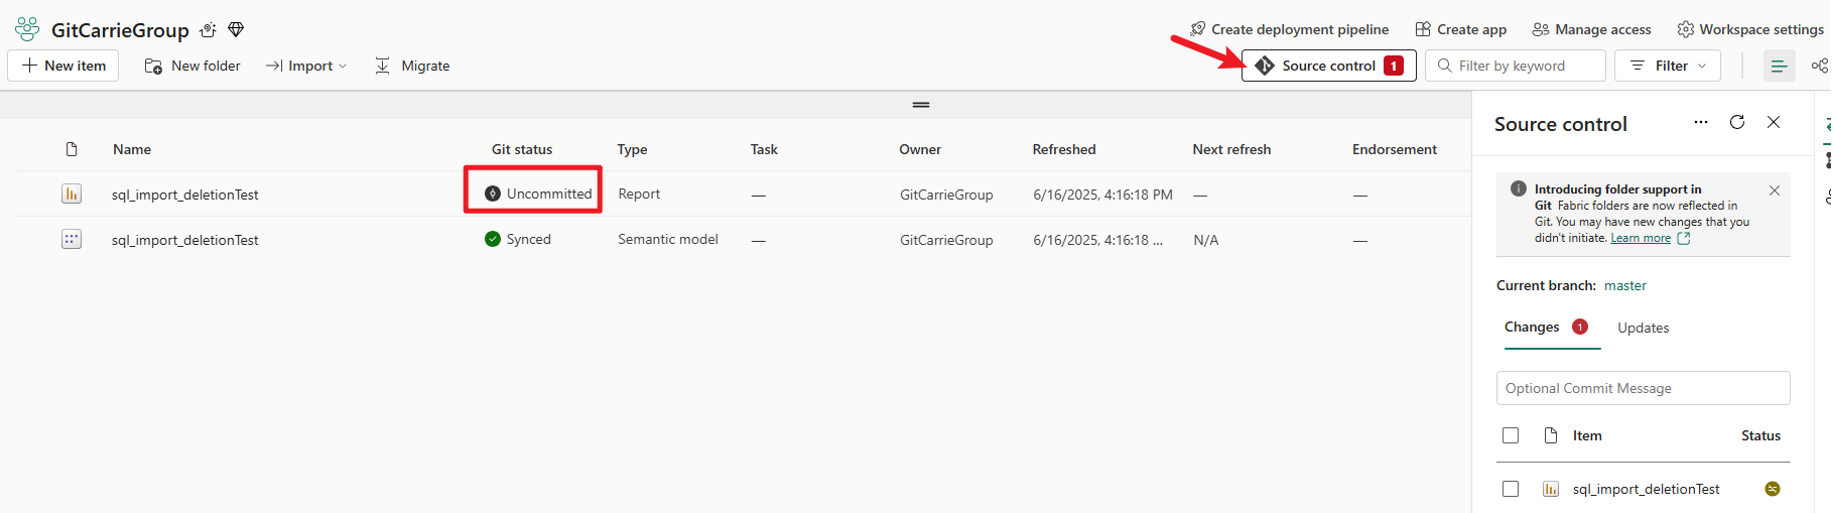 GitCarrieGroup
Create deployment pipeline Create app Manage access Workspace settings
New item New folder Import Migrate
Source control 1 Filter by keyword Filter
Name Git status Type Task Owner Refreshed Next refresh Endorsement
sql_import_deletionTest Uncommitted Report — GitCarrieGroup 6/16/2025, 4:16:18 PM — —
sql_import_deletionTest Synced Semantic model — GitCarrieGroup 6/16/2025, 4:16:18 ... N/A —
Source control
Introducing folder support in
Git Fabric folders are now reflected in
Git. You may have new changes that you
didn't initiate. Learn more
Current branch: master
Changes 1 Updates
Optional Commit Message
Item Status
sql_import_deletionTest